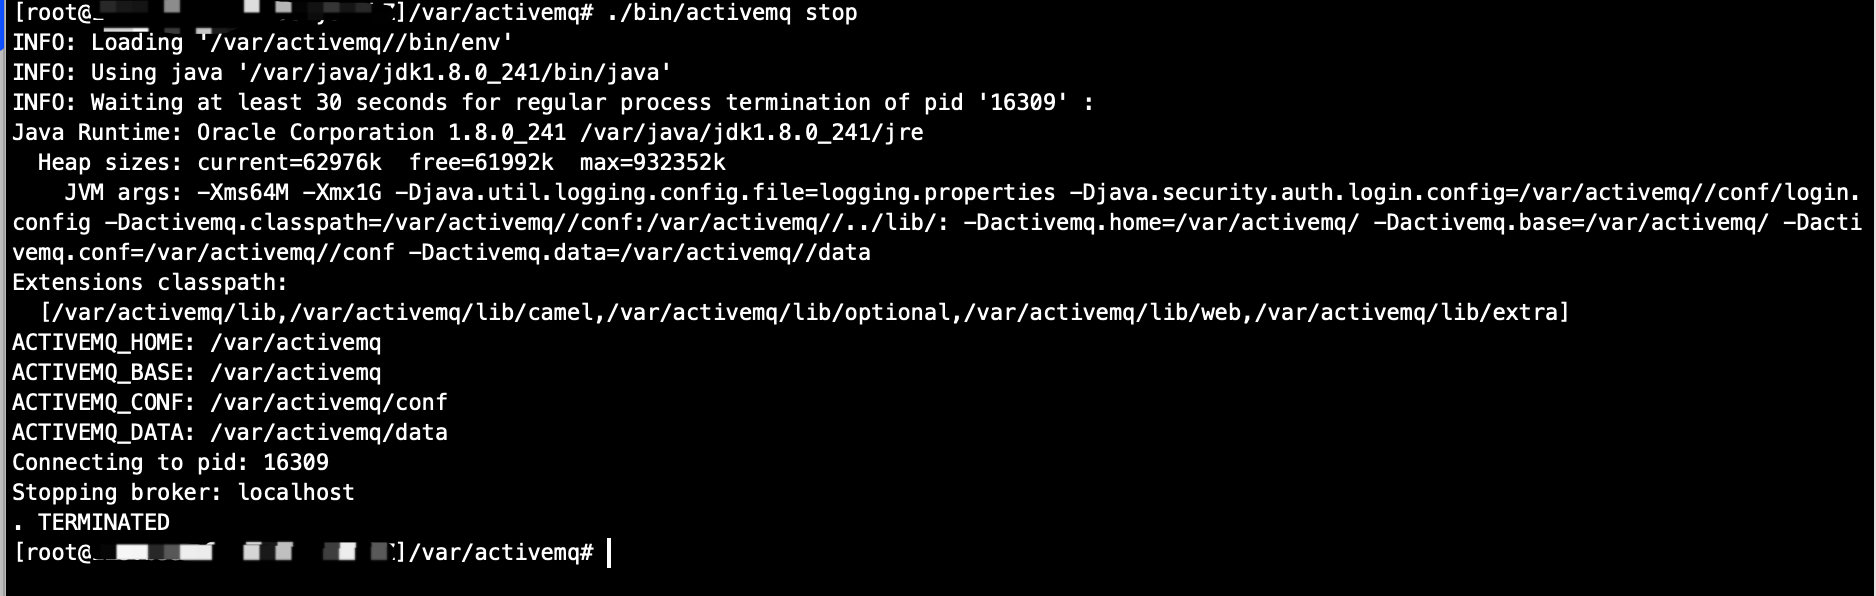 [root@ ]/var/activemq# ./bin/activemq stop
INFO: Loading '/var/activemq//bin/env'
INFO: Using java '/var/java/jdk1.8.0_241/bin/java'
INFO: Waiting at least 30 seconds for regular process termination of pid '16309' :
Java Runtime: Oracle Corporation 1.8.0_241 /var/java/jdk1.8.0_241/jre
  Heap sizes: current=62976k  free=61992k  max=932352k
    JVM args: -Xms64M -Xmx1G -Djava.util.logging.config.file=logging.properties -Djava.security.auth.login.config=/var/activemq//conf/login.
config -Dactivemq.classpath=/var/activemq//conf:/var/activemq//../lib/: -Dactivemq.home=/var/activemq/ -Dactivemq.base=/var/activemq/ -Dacti
vemq.conf=/var/activemq//conf -Dactivemq.data=/var/activemq//data
Extensions classpath:
  [/var/activemq/lib,/var/activemq/lib/camel,/var/activemq/lib/optional,/var/activemq/lib/web,/var/activemq/lib/extra]
ACTIVEMQ_HOME: /var/activemq
ACTIVEMQ_BASE: /var/activemq
ACTIVEMQ_CONF: /var/activemq/conf
ACTIVEMQ_DATA: /var/activemq/data
Connecting to pid: 16309
Stopping broker: localhost
. TERMINATED
[root@ ]/var/activemq#